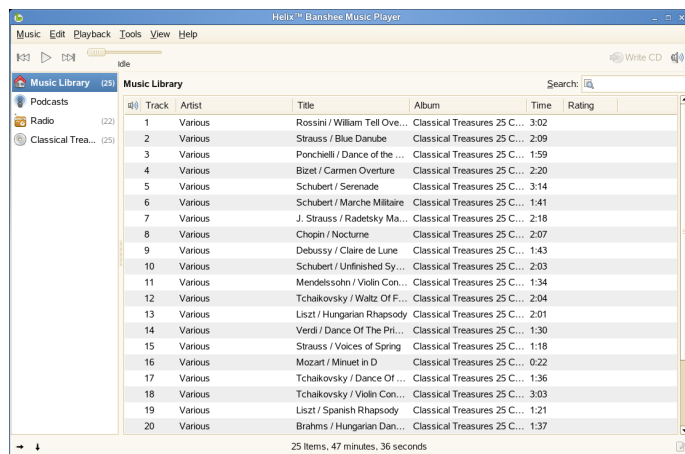 Helix™ Banshee Music Player
Music Edit Playback Tools View Help
Idle
Write CD
Music Library (25)
Podcasts
Radio (22)
Classical Trea... (25)
Music Library
Search:
Track Artist Title Album Time Rating
1 Various Rossini / William Tell Ove... Classical Treasures 25 C... 3:02
2 Various Strauss / Blue Danube Classical Treasures 25 C... 2:09
3 Various Ponchielli / Dance of the ... Classical Treasures 25 C... 1:59
4 Various Bizet / Carmen Overture Classical Treasures 25 C... 2:20
5 Various Schubert / Serenade Classical Treasures 25 C... 3:14
6 Various Schubert / Marche Militaire Classical Treasures 25 C... 1:41
7 Various J. Strauss / Radetsky Ma... Classical Treasures 25 C... 2:18
8 Various Chopin / Nocturne Classical Treasures 25 C... 2:07
9 Various Debussy / Claire de Lune Classical Treasures 25 C... 1:43
10 Various Schubert / Unfinished Sy... Classical Treasures 25 C... 2:03
11 Various Mendelssohn / Violin Con... Classical Treasures 25 C... 1:34
12 Various Tchaikovsky / Waltz Of F... Classical Treasures 25 C... 2:04
13 Various Liszt / Hungarian Rhapsody Classical Treasures 25 C... 2:01
14 Various Verdi / Dance Of The Pri... Classical Treasures 25 C... 1:30
15 Various Strauss / Voices of Spring Classical Treasures 25 C... 1:18
16 Various Mozart / Minuet in D Classical Treasures 25 C... 0:22
17 Various Tchaikovsky / Dance Of ... Classical Treasures 25 C... 1:36
18 Various Tchaikovsky / Violin Con... Classical Treasures 25 C... 3:03
19 Various Liszt / Spanish Rhapsody Classical Treasures 25 C... 1:21
20 Various Brahms / Hungarian Dan... Classical Treasures 25 C... 1:37
25 Items, 47 minutes, 36 seconds